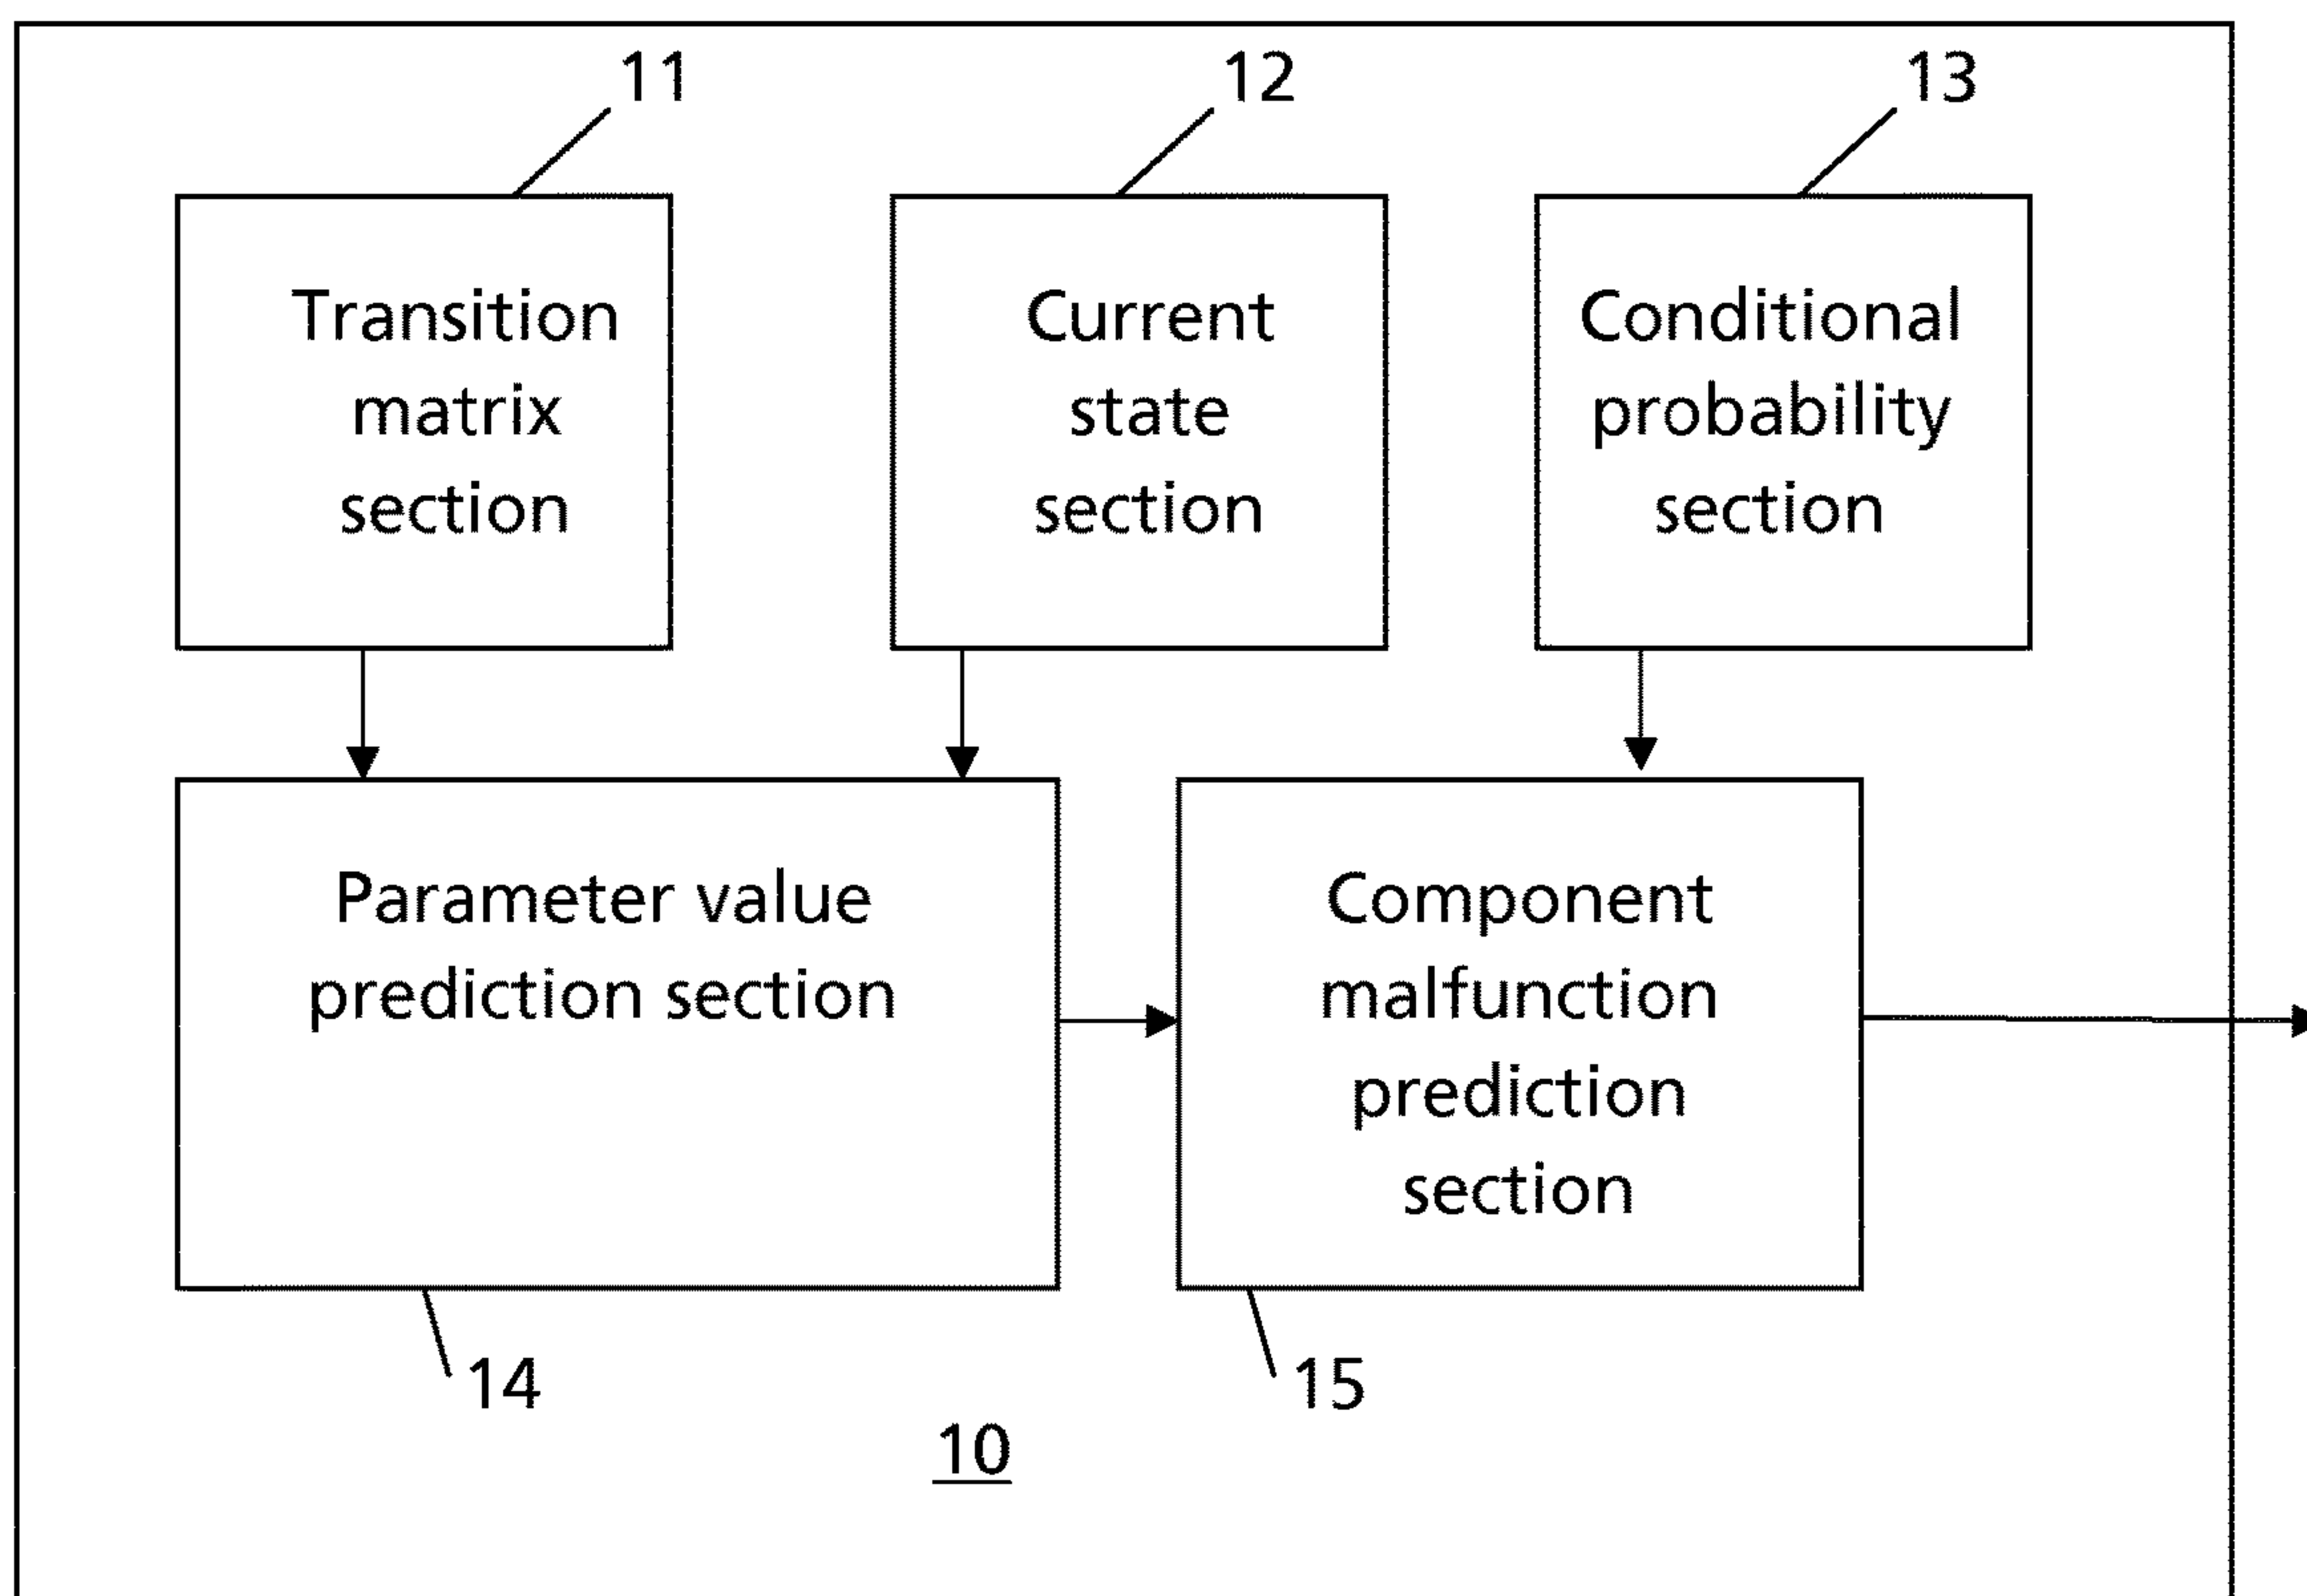 11
12
13
Transition
matrix
section
Current
state
section
Conditional
probability
section
Parameter value
prediction section
Component
malfunction
prediction
section
14
15
10